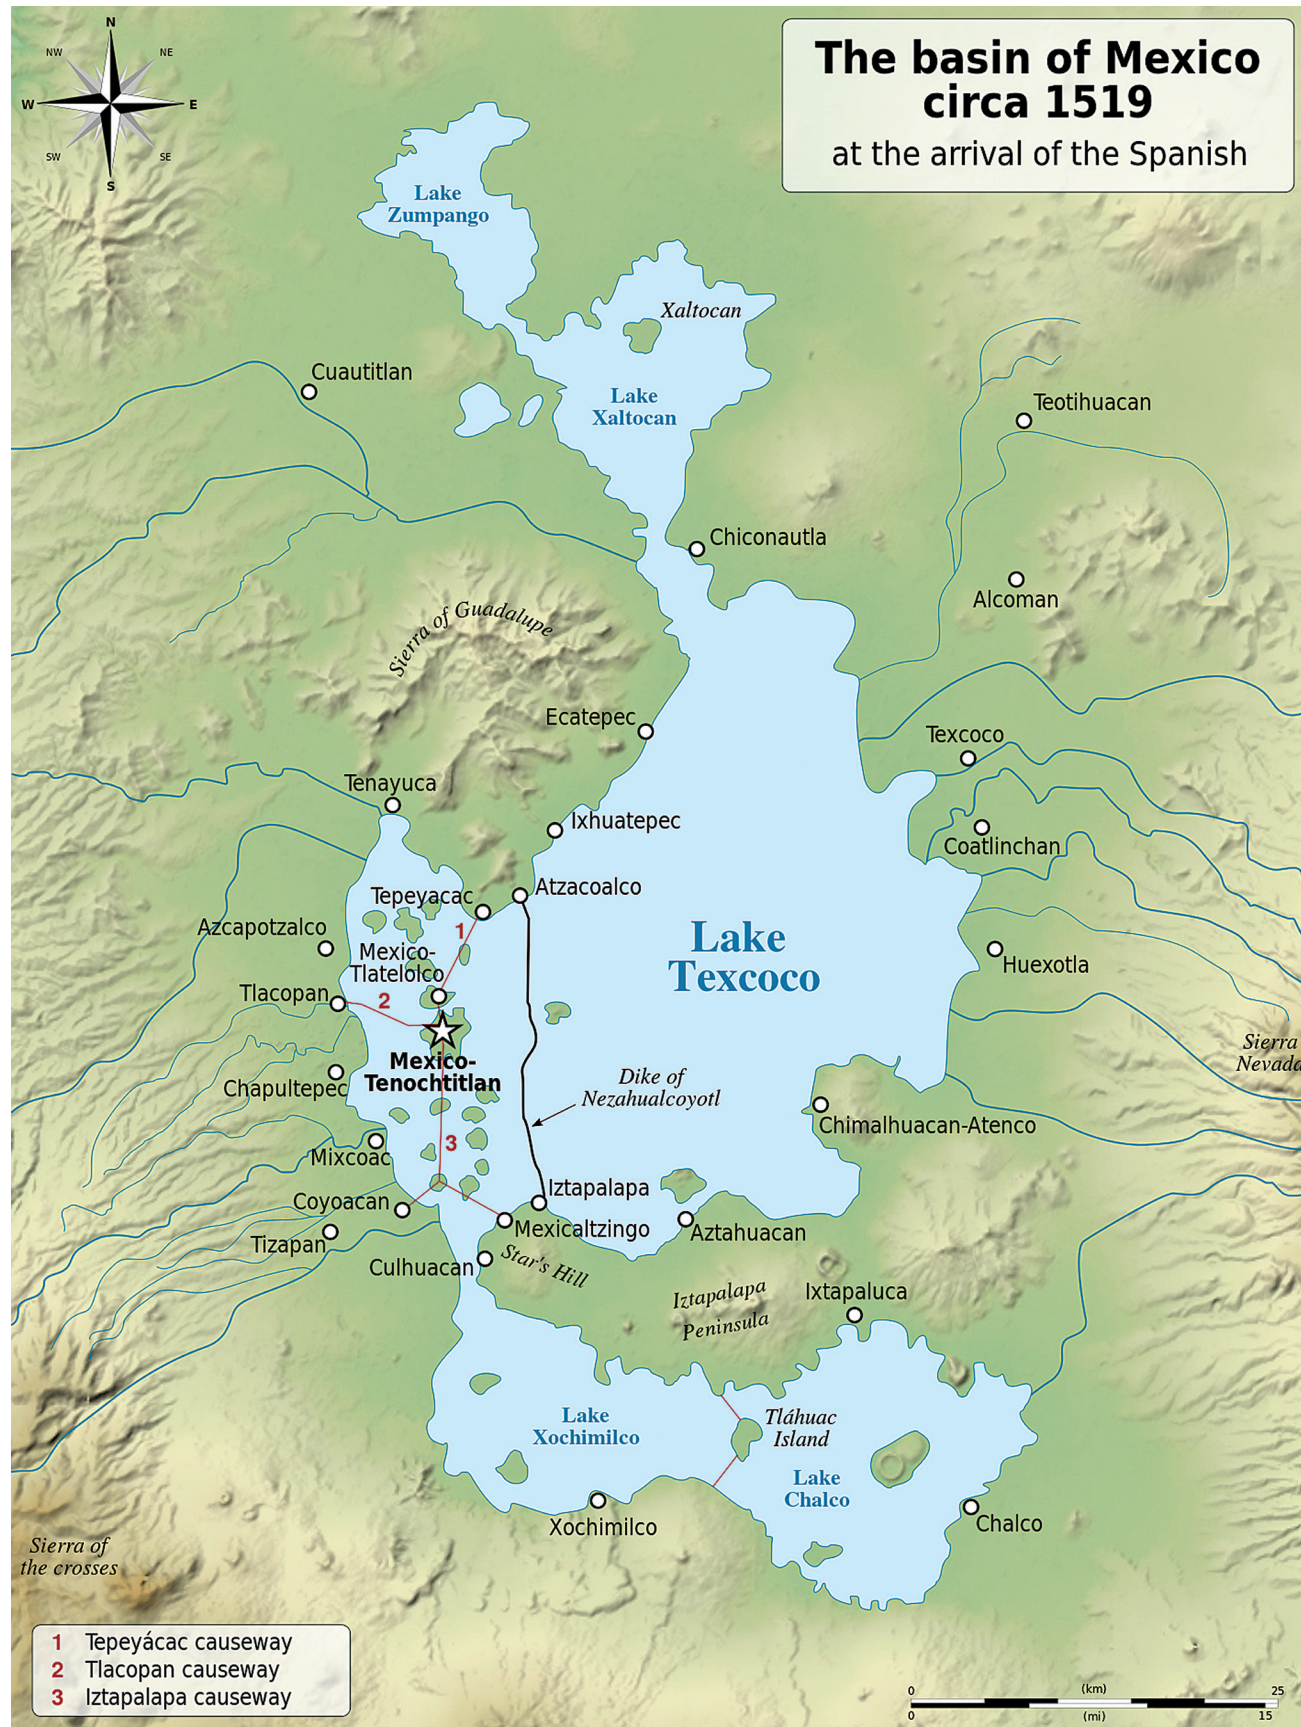 N
NW
NE
W
E
SW
SE
S
The basin of Mexico
circa 1519
at the arrival of the Spanish
Lake
Zumpango
Xaltocan
Cuautitlan
Lake
Xaltocan
Teotihuacan
Chiconautla
Alcoman
Sierra of Guadalupe
Ecatepec
Texcoco
Tenayuca
Ixhuatepec
Coatlinchan
Atzacoalco
Tepeyacac
Azcapotzalco
1
Lake
Texcoco
Mexico-
Tlatelolco
Huexotla
Tlacopan
2
Sierra
Nevada
Mexico-
Tenochtitlan
Chapultepec
Dike of
Nezahualcoyotl
Chimalhuacan-Atenco
3
Mixcoac
Iztapalapa
Coyoacan
Mexicaltzingo
Aztahuacan
Tizapan
Culhuacan
Star's Hill
Iztapalapa
Peninsula
Ixtapaluca
Lake
Xochimilco
Tláhuac
Island
Lake
Chalco
Xochimilco
Chalco
Sierra of
the crosses
1 Tepeyácac causeway
2 Tlacopan causeway
3 Iztapalapa causeway
0 (km) 25
0 (mi) 15